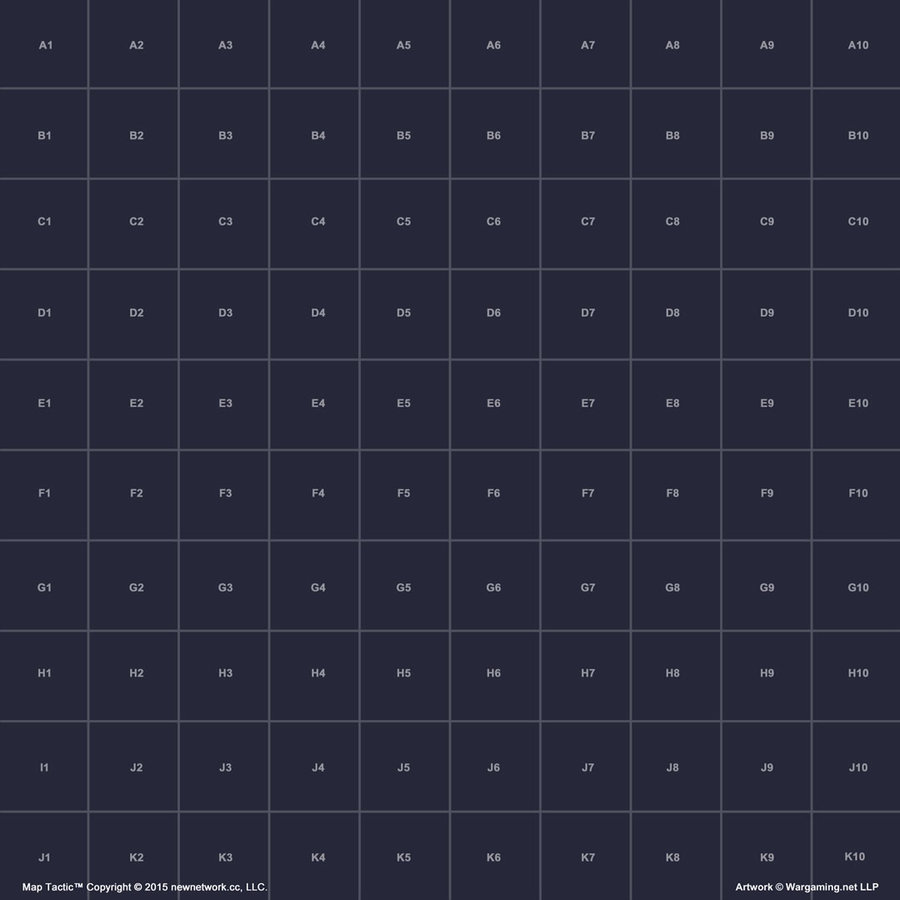 A1 A2 A3 A4 A5 A6 A7 A8 A9 A10
B1 B2 B3 B4 B5 B6 B7 B8 B9 B10
C1 C2 C3 C4 C5 C6 C7 C8 C9 C10
D1 D2 D3 D4 D5 D6 D7 D8 D9 D10
E1 E2 E3 E4 E5 E6 E7 E8 E9 E10
F1 F2 F3 F4 F5 F6 F7 F8 F9 F10
G1 G2 G3 G4 G5 G6 G7 G8 G9 G10
H1 H2 H3 H4 H5 H6 H7 H8 H9 H10
I1 J2 J3 J4 J5 J6 J7 J8 J9 J10
J1 K2 K3 K4 K5 K6 K7 K8 K9 K10
Map Tactic™ Copyright © 2015 newnetwork.cc, LLC. Artwork © Wargaming.net LLP